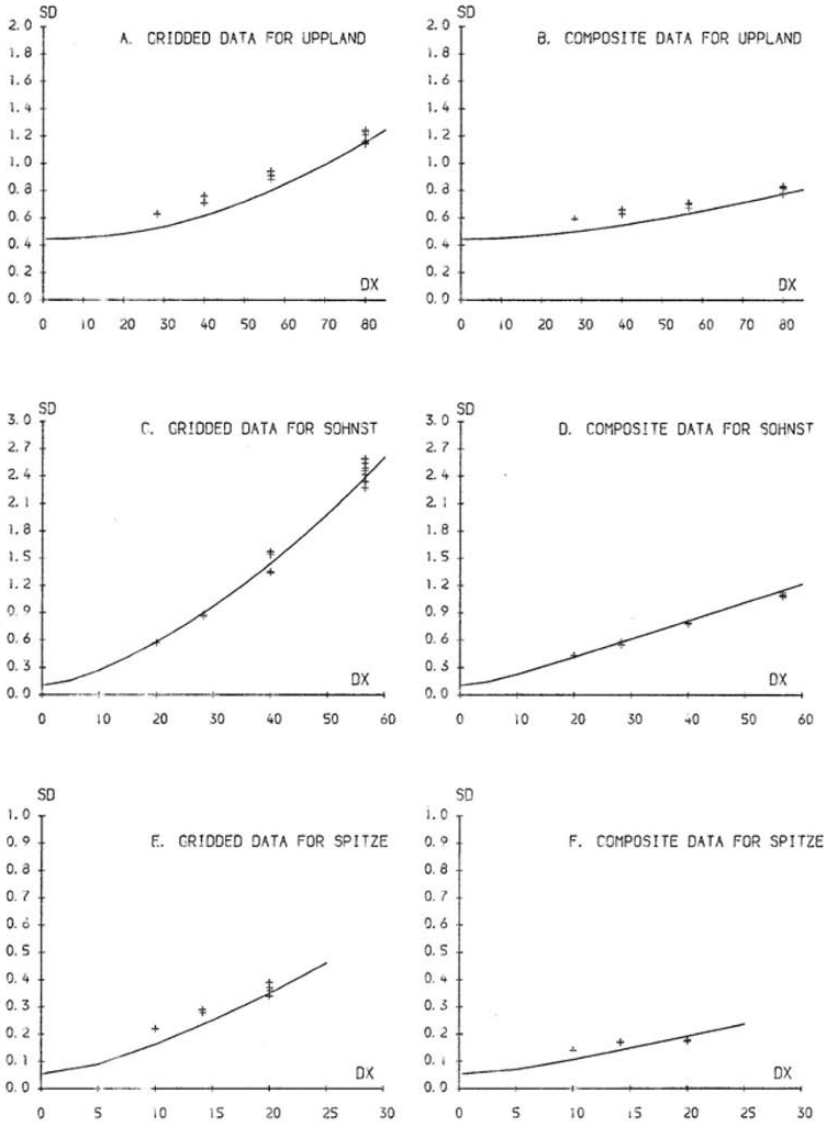 SD
A. GRIDDED DATA FOR UPPLAND
2.0
1.8
1.6
1.4
1.2
1.0
0.8
0.6
0.4
0.2
0.0
DX
0 10 20 30 40 50 60 70 80
SD
B. COMPOSITE DATA FOR UPPLAND
2.0
1.8
1.6
1.4
1.2
1.0
0.8
0.6
0.4
0.2
0.0
DX
0 10 20 30 40 50 60 70 80
SD
C. GRIDDED DATA FOR SOHNST
3.0
2.7
2.4
2.1
1.8
1.5
1.2
0.9
0.6
0.3
0.0
DX
0 10 20 30 40 50 60
SD
D. COMPOSITE DATA FOR SOHNST
3.0
2.7
2.4
2.1
1.8
1.5
1.2
0.9
0.6
0.3
0.0
DX
0 10 20 30 40 50 60
SD
E. GRIDDED DATA FOR SPITZE
1.0
0.9
0.8
0.7
0.6
0.5
0.4
0.3
0.2
0.1
0.0
DX
0 5 10 15 20 25 30
SD
F. COMPOSITE DATA FOR SPITZE
1.0
0.9
0.8
0.7
0.6
0.5
0.4
0.3
0.2
0.1
0.0
DX
0 5 10 15 20 25 30